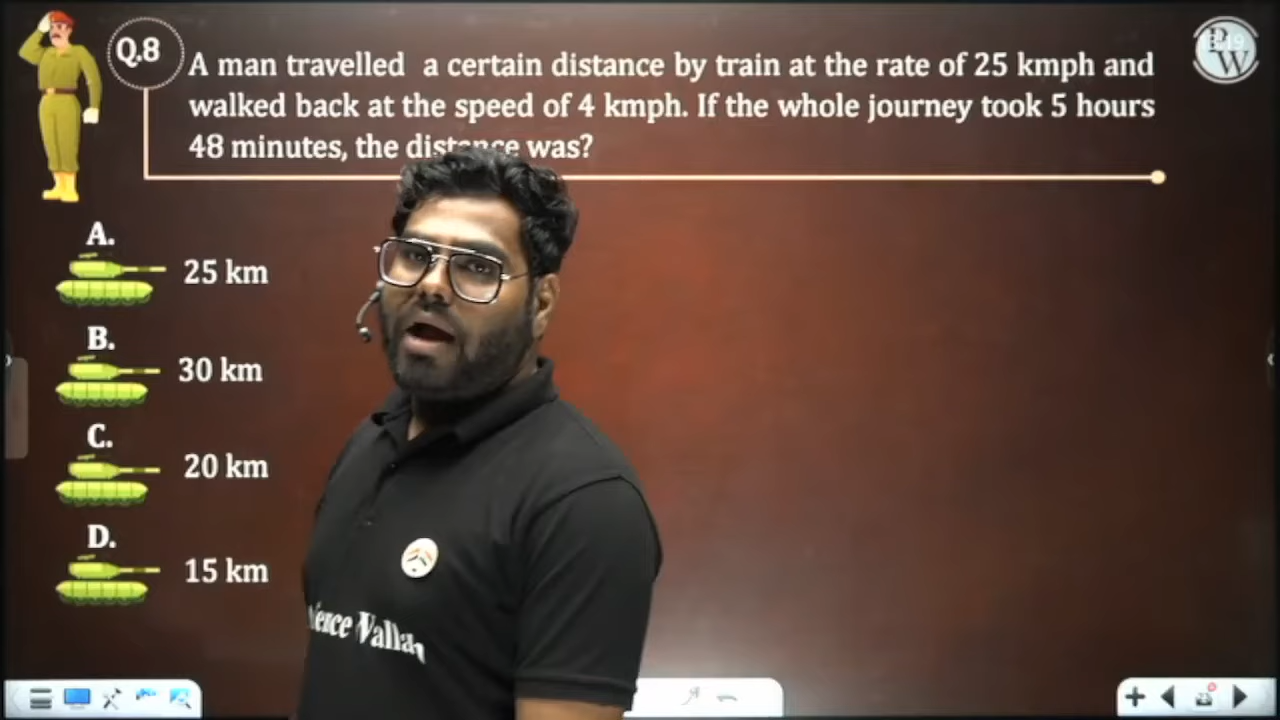 Q.8
A man travelled a certain distance by train at the rate of 25 kmph and
walked back at the speed of 4 kmph. If the whole journey took 5 hours
48 minutes, the distance was?
A.
25 km
B.
30 km
C.
20 km
D.
15 km
PW